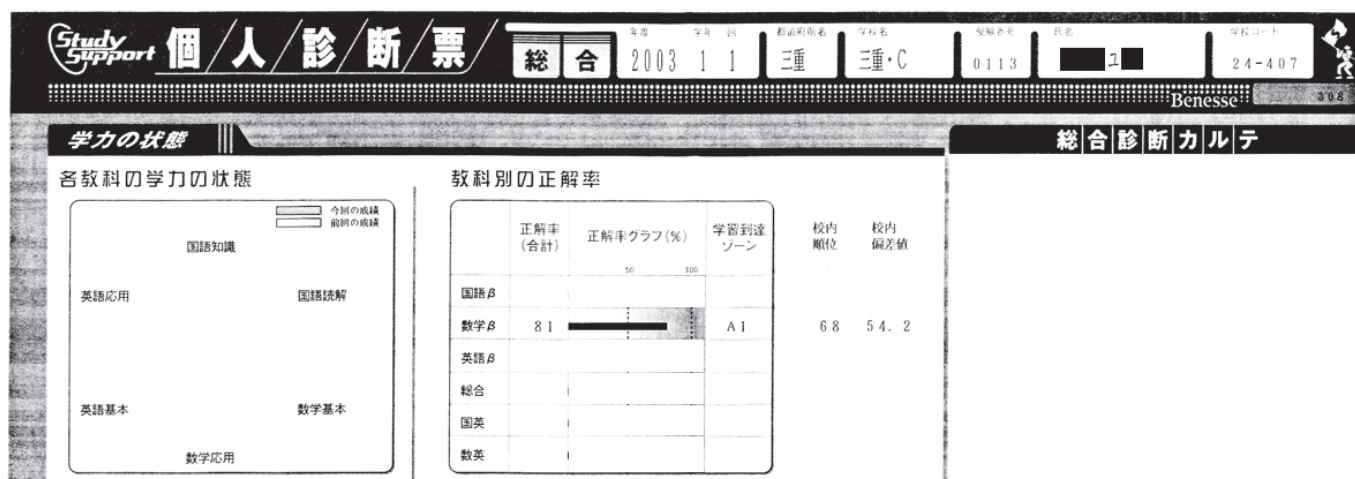 Study Support 個人診断票
総合
年度 学年 回
2003 1 1
都道府県名
三重
学校名
三重・C
受験番号
0113
氏名
ユ
学校コード
24-407
Benesse
308
学力の状態
総合診断カルテ
各教科の学力の状態
今回の成績
前回の成績
国語知識
英語応用 国語読解
英語基本 数学基本
数学応用
教科別の正解率
正解率(合計) 正解率グラフ(%) 学習到達ゾーン 校内順位 校内偏差値
50 100
国語β
数学β 81 A1 68 54.2
英語β
総合
国英
数英